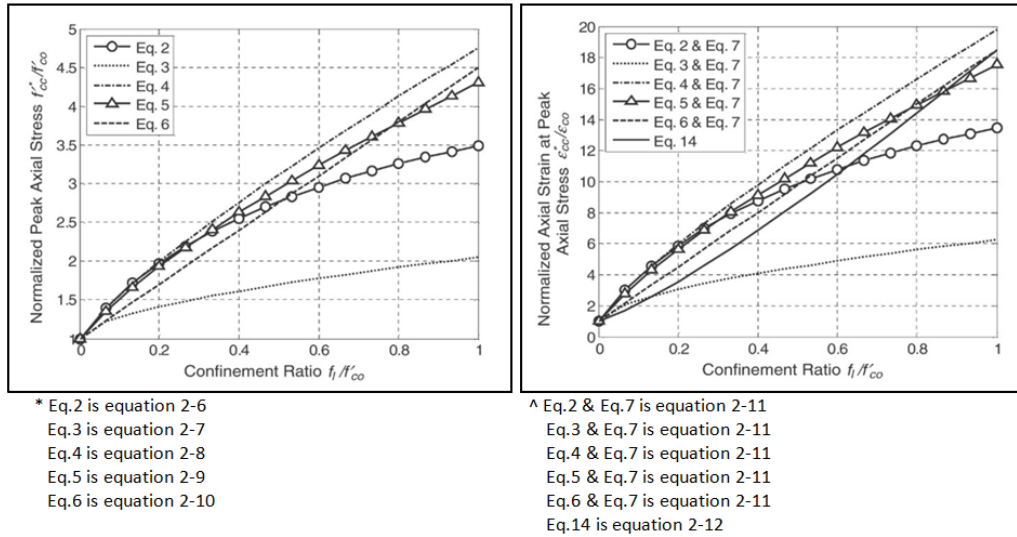 Normalized Peak Axial Stress f*cc/f'co
5
4.5
4
3.5
3
2.5
2
1.5
1
Eq. 2
Eq. 3
Eq. 4
Eq. 5
Eq. 6
0
0.2
0.4
0.6
0.8
1
Confinement Ratio fl/f'co
* Eq.2 is equation 2-6
Eq.3 is equation 2-7
Eq.4 is equation 2-8
Eq.5 is equation 2-9
Eq.6 is equation 2-10
Normalized Axial Strain at Peak
Axial Stress ε*cc/εco
20
18
16
14
12
10
8
6
4
2
0
Eq. 2 & Eq. 7
Eq. 3 & Eq. 7
Eq. 4 & Eq. 7
Eq. 5 & Eq. 7
Eq. 6 & Eq. 7
Eq. 14
0
0.2
0.4
0.6
0.8
1
Confinement Ratio fl/f'co
^ Eq.2 & Eq.7 is equation 2-11
Eq.3 & Eq.7 is equation 2-11
Eq.4 & Eq.7 is equation 2-11
Eq.5 & Eq.7 is equation 2-11
Eq.6 & Eq.7 is equation 2-11
Eq.14 is equation 2-12